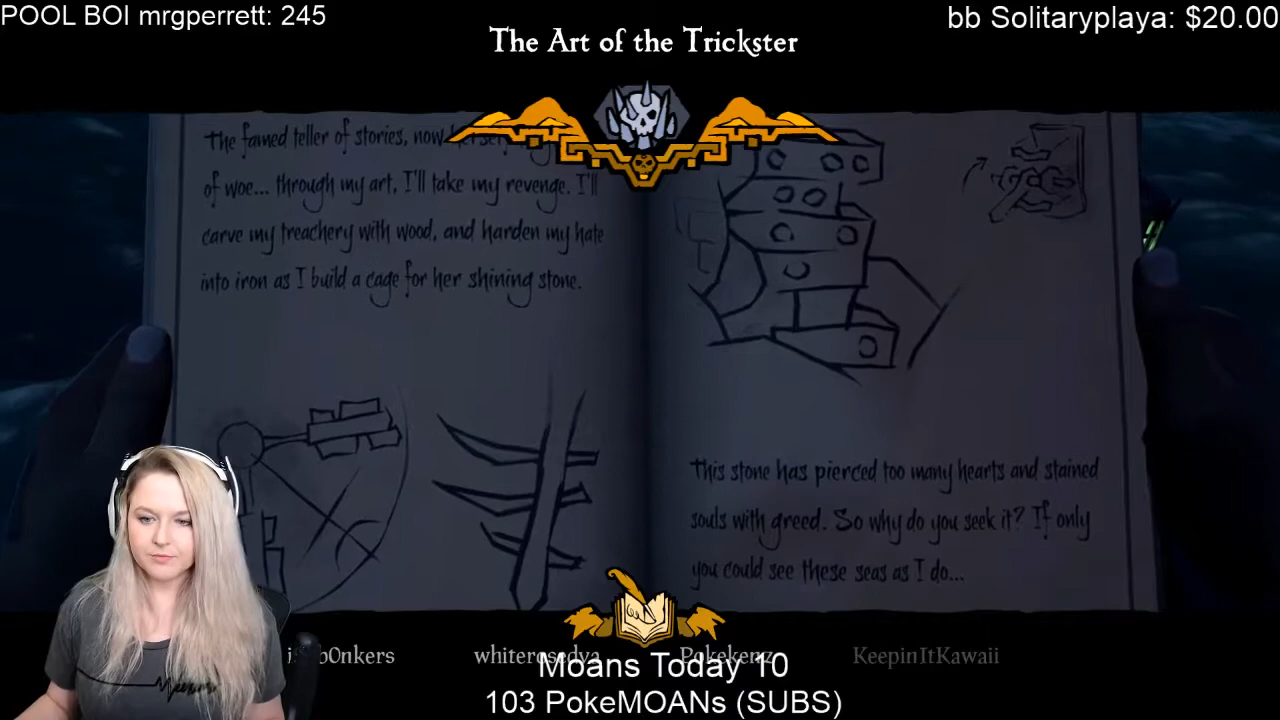 POOL BOI mrgperrett: 245
bb Solitaryplaya: $20.00
The Art of the Trickster
The famed teller of stories, now
of woe... through my art, I'll take my revenge. I'll
carve my treachery with wood, and harden my hate
into iron as I build a cage for her shining stone.
This stone has pierced too many hearts and stained
souls with greed. So why do you seek it? If only
you could see these seas as I do...
whiterosedva
Pokekenz
KeepinItKawaii
Moans Today 10
103 PokeMOANs (SUBS)